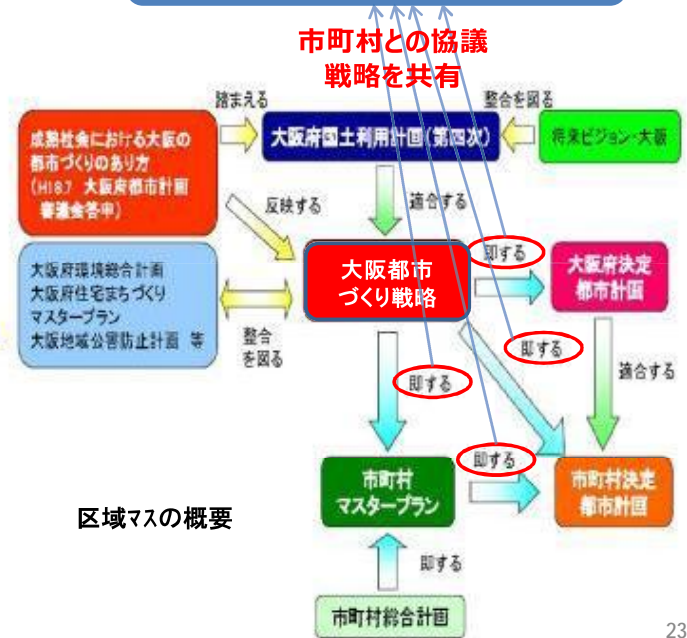 市町村との協議
戦略を共有
踏まえる
整合を図る
成熟社会における大阪の
都市づくりのあり方
(H18.7 大阪府都市計画
審議会答申)
大阪府国土利用計画(第四次)
将来ビジョン・大阪
反映する
適合する
大阪府環境総合計画
大阪府住宅まちづくり
マスタープラン
大阪地域公害防止計画 等
大阪都市
づくり戦略
即する
大阪府決定
都市計画
整合
を図る
即する
即する
適合する
市町村
マスタープラン
即する
市町村決定
都市計画
区域マスの概要
即する
市町村総合計画
23